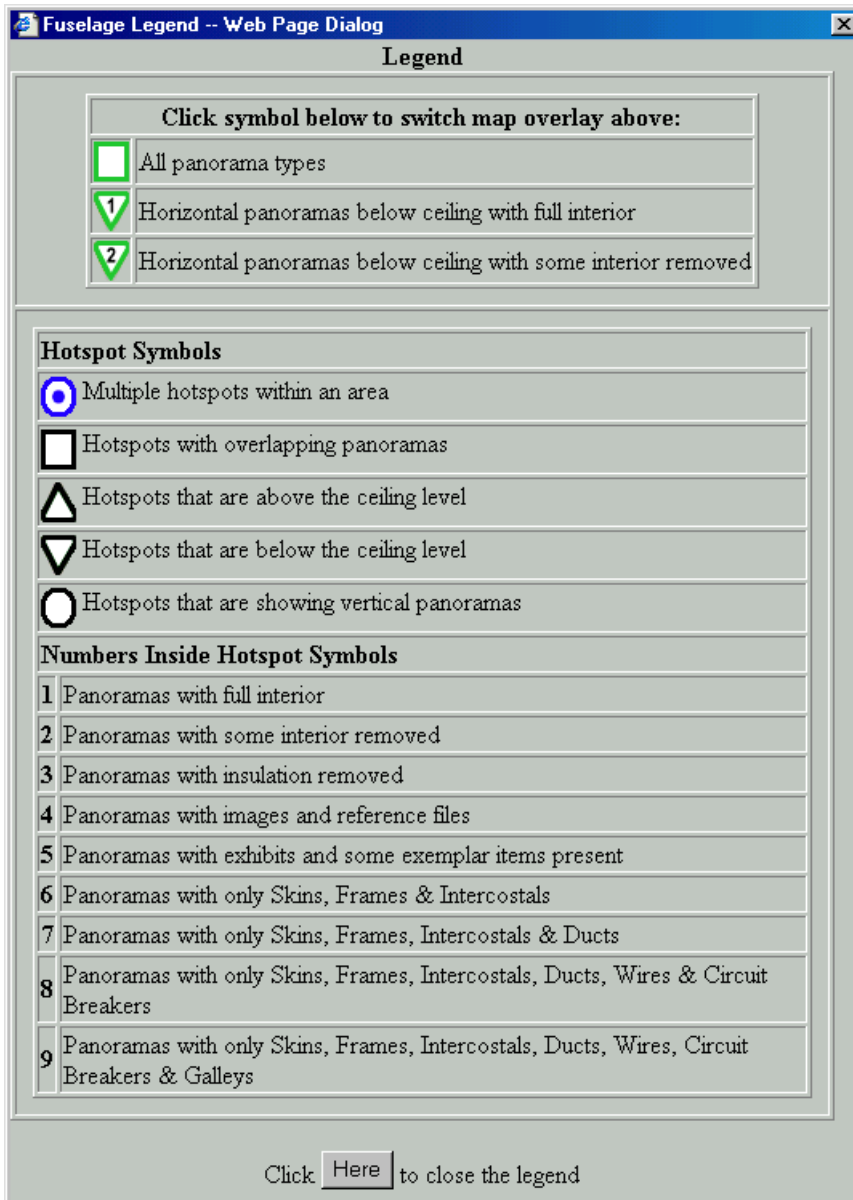 Fuselage Legend -- Web Page Dialog
Legend
Click symbol below to switch map overlay above:
All panorama types
1 Horizontal panoramas below ceiling with full interior
2 Horizontal panoramas below ceiling with some interior removed
Hotspot Symbols
Multiple hotspots within an area
Hotspots with overlapping panoramas
Hotspots that are above the ceiling level
Hotspots that are below the ceiling level
Hotspots that are showing vertical panoramas
Numbers Inside Hotspot Symbols
1 Panoramas with full interior
2 Panoramas with some interior removed
3 Panoramas with insulation removed
4 Panoramas with images and reference files
5 Panoramas with exhibits and some exemplar items present
6 Panoramas with only Skins, Frames & Intercostals
7 Panoramas with only Skins, Frames, Intercostals & Ducts
8 Panoramas with only Skins, Frames, Intercostals, Ducts, Wires & Circuit
Breakers
9 Panoramas with only Skins, Frames, Intercostals, Ducts, Wires, Circuit
Breakers & Galleys
Click Here to close the legend